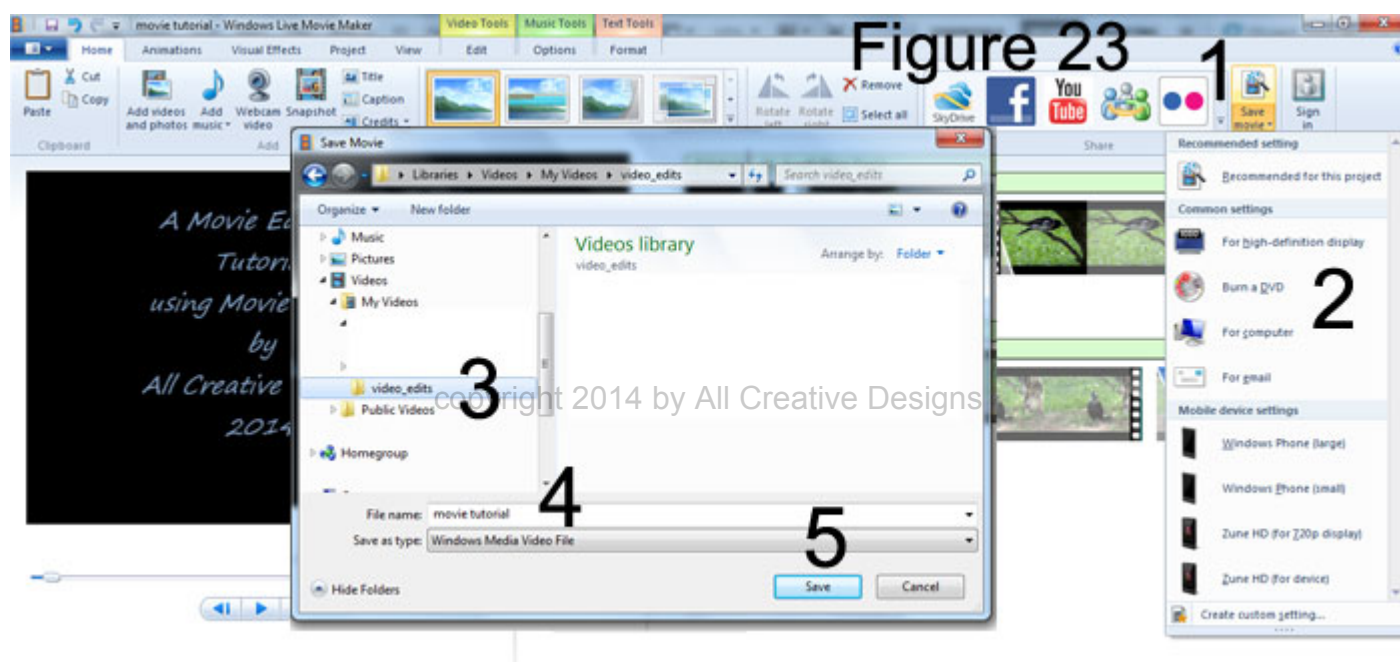 movie tutorial - Windows Live Movie Maker
Video Tools
Music Tools
Text Tools
Figure 23
Home
Animations
Visual Effects
Project
View
Edit
Options
Format
1
Paste
Cut
Copy
Clipboard
Add videos and photos
Add music
Webcam video
Snapshot
Title
Caption
Credits
Add
Rotate left
Rotate right
Remove
Select all
SkyDrive
f
You
Tube
Share
Save movie
Sign in
Save Movie
Libraries
Videos
My Videos
video_edits
Search video_edits
Organize
New folder
Music
Pictures
Videos
My Videos
video_edits
Public Videos
Homegroup
3
Videos library
video_edits
Arrange by: Folder
copyright 2014 by All Creative Designs
4
File name: movie tutorial
Save as type: Windows Media Video File
5
Hide Folders
Save
Cancel
A Movie
using Movie
by
All Creative
Recommended setting
Recommended for this project
Common settings
For high-definition display
Burn a DVD
2
For computer
For email
Mobile device settings
Windows Phone (large)
Windows Phone (small)
Zune HD (for 720p display)
Zune HD (for device)
Create custom setting...